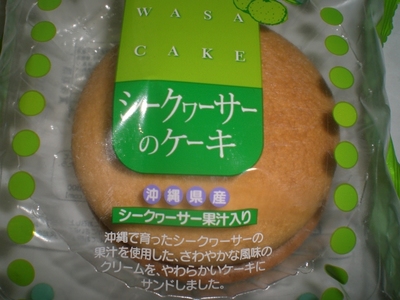 WASA
CAKE
シークヮーサー
のケーキ
沖縄県産
シークヮーサー果汁入り
沖縄で育ったシークヮーサーの
果汁を使用した、さわやかな風味の
クリームを、やわらかいケーキに
サンドしました。